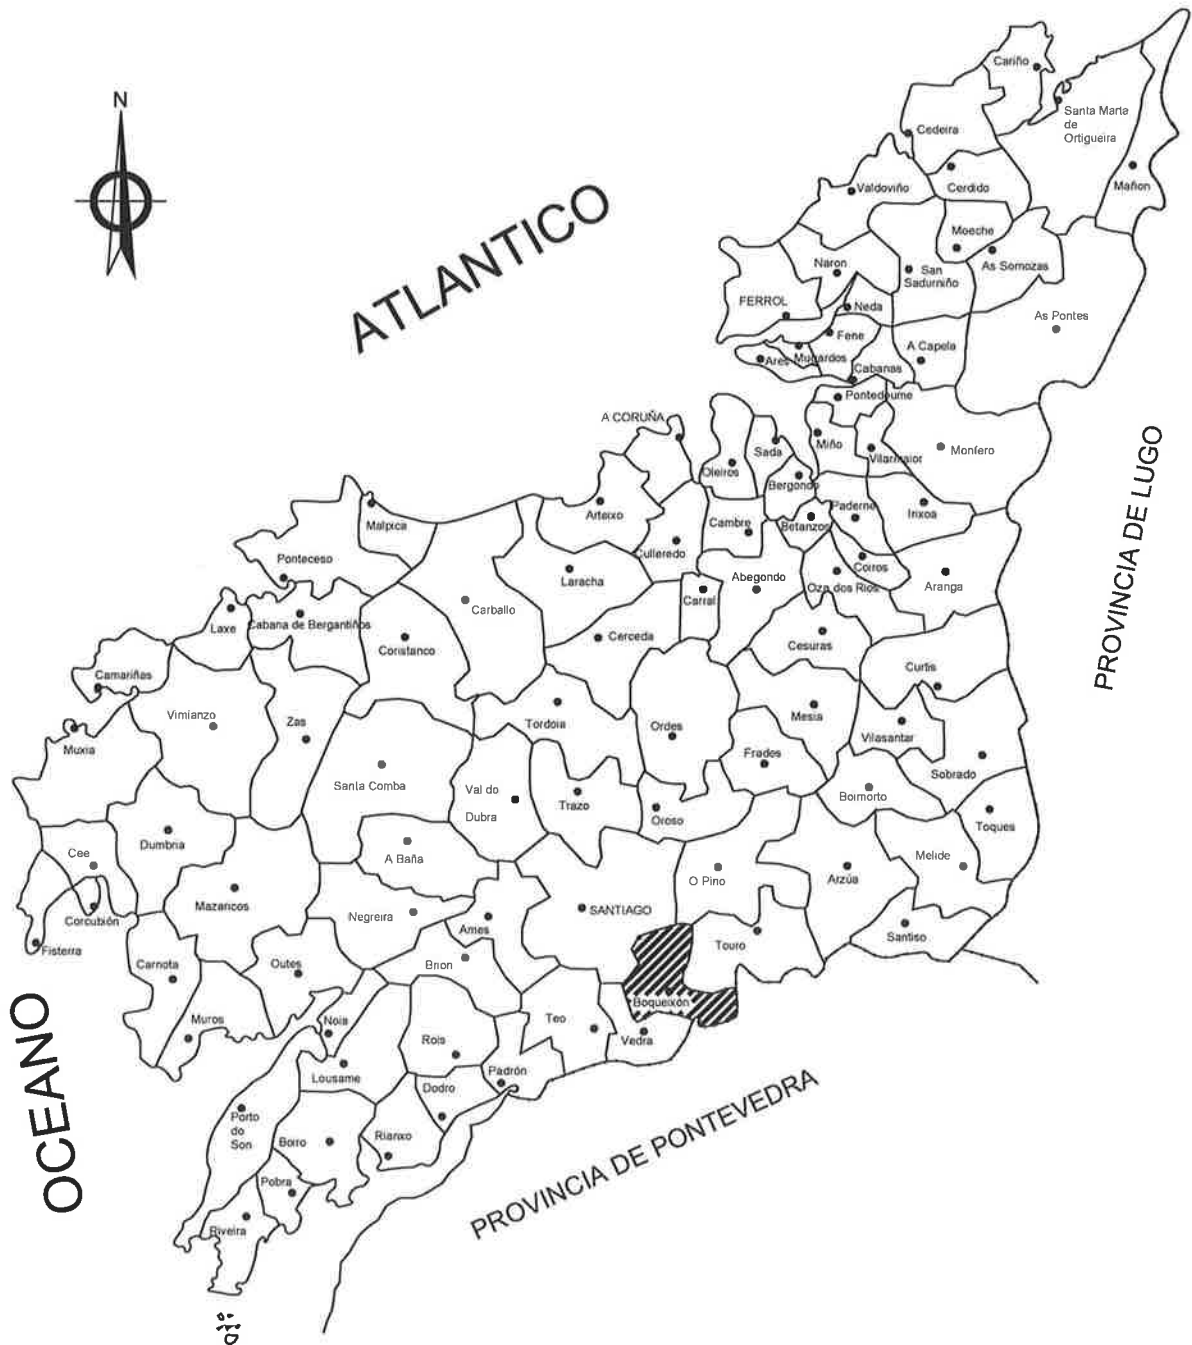 Cariño
Santa Marta
de
Ortigueira
N
Cedeira
Valdoviño
Cerdido
Mañon
ATLANTICO
Moeche
Naron
San
Sadurniño
As Somozas
FERROL
Neda
As Pontes
Fene
A Capela
Ares
Mugardos
Cabanas
Pontedeume
A CORUÑA
Miño
Sada
Vilarmaior
Monfero
Oleiros
Bergondo
PROVINCIA DE LUGO
Malpica
Arteixo
Cambre
Betanzos
Paderne
Irixoa
Culleredo
Ponteceso
Laracha
Abegondo
Coiros
Oza dos Rios
Aranga
Carral
Carballo
Laxe
Cabana de Bergantiños
Coristanco
Cerceda
Cesuras
Curtis
Camariñas
Vimianzo
Zas
Tordoia
Ordes
Mesia
Vilasantar
Muxia
Frades
Sobrado
Santa Comba
Val do
Dubra
Trazo
Oroso
Boimorto
Toques
Dumbria
Cee
A Baña
O Pino
Arzúa
Melide
Mazaricos
Negreira
SANTIAGO
Corcubión
Ames
Touro
Santiso
Fisterra
Carnota
Outes
Brion
Boqueixón
OCEANO
Muros
Noia
Teo
Vedra
Rois
Lousame
Padrón
Dodro
Porto
do
Son
Boiro
Rianxo
PROVINCIA DE PONTEVEDRA
Pobra
Riveira